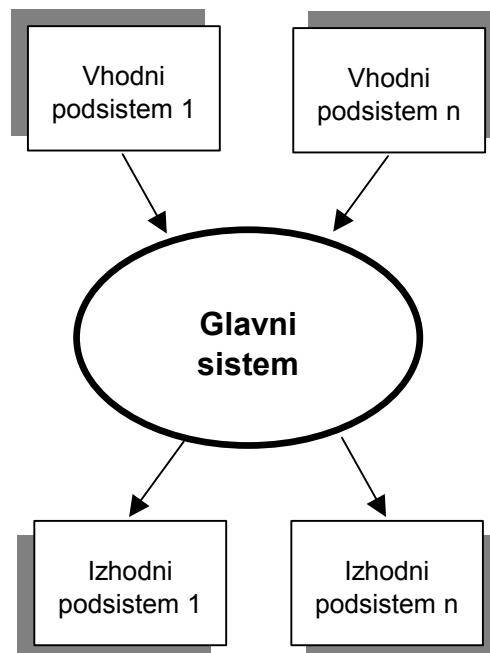 Vhodni
podsistem 1
Vhodni
podsistem n
Glavni
sistem
Izhodni
podsistem 1
Izhodni
podsistem n